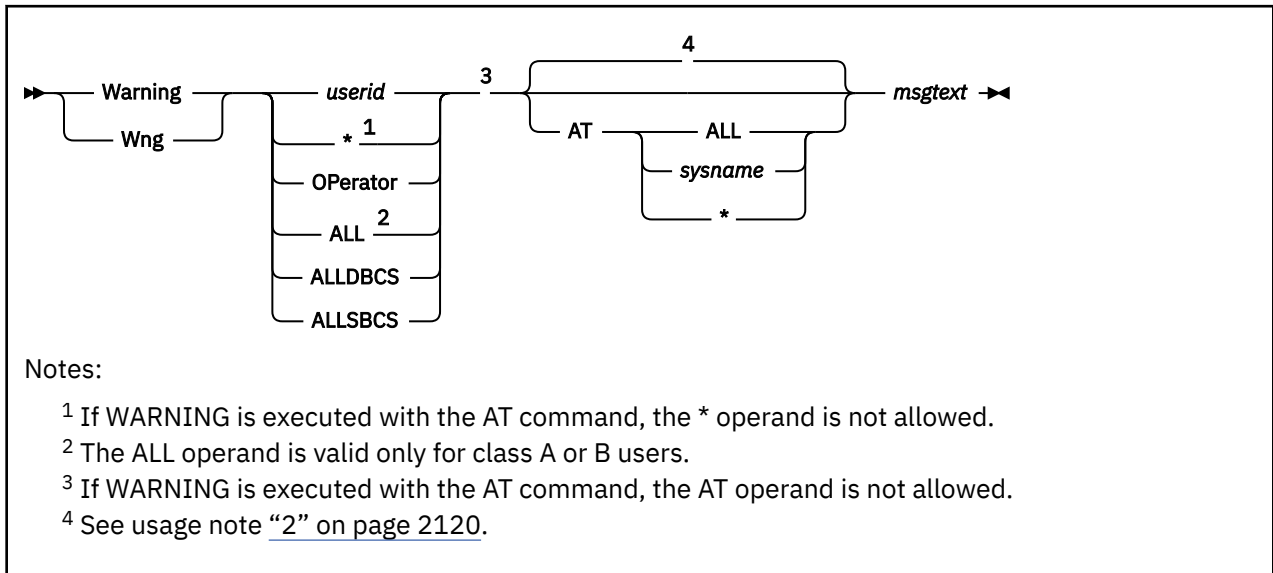 4
Warning userid 3 msgtext
Wng * 1 AT ALL
OPerator sysname
ALL 2 *
ALLDBCS
ALLSBCS
Notes:
1 If WARNING is executed with the AT command, the * operand is not allowed.
2 The ALL operand is valid only for class A or B users.
3 If WARNING is executed with the AT command, the AT operand is not allowed.
4 See usage note “2” on page 2120.